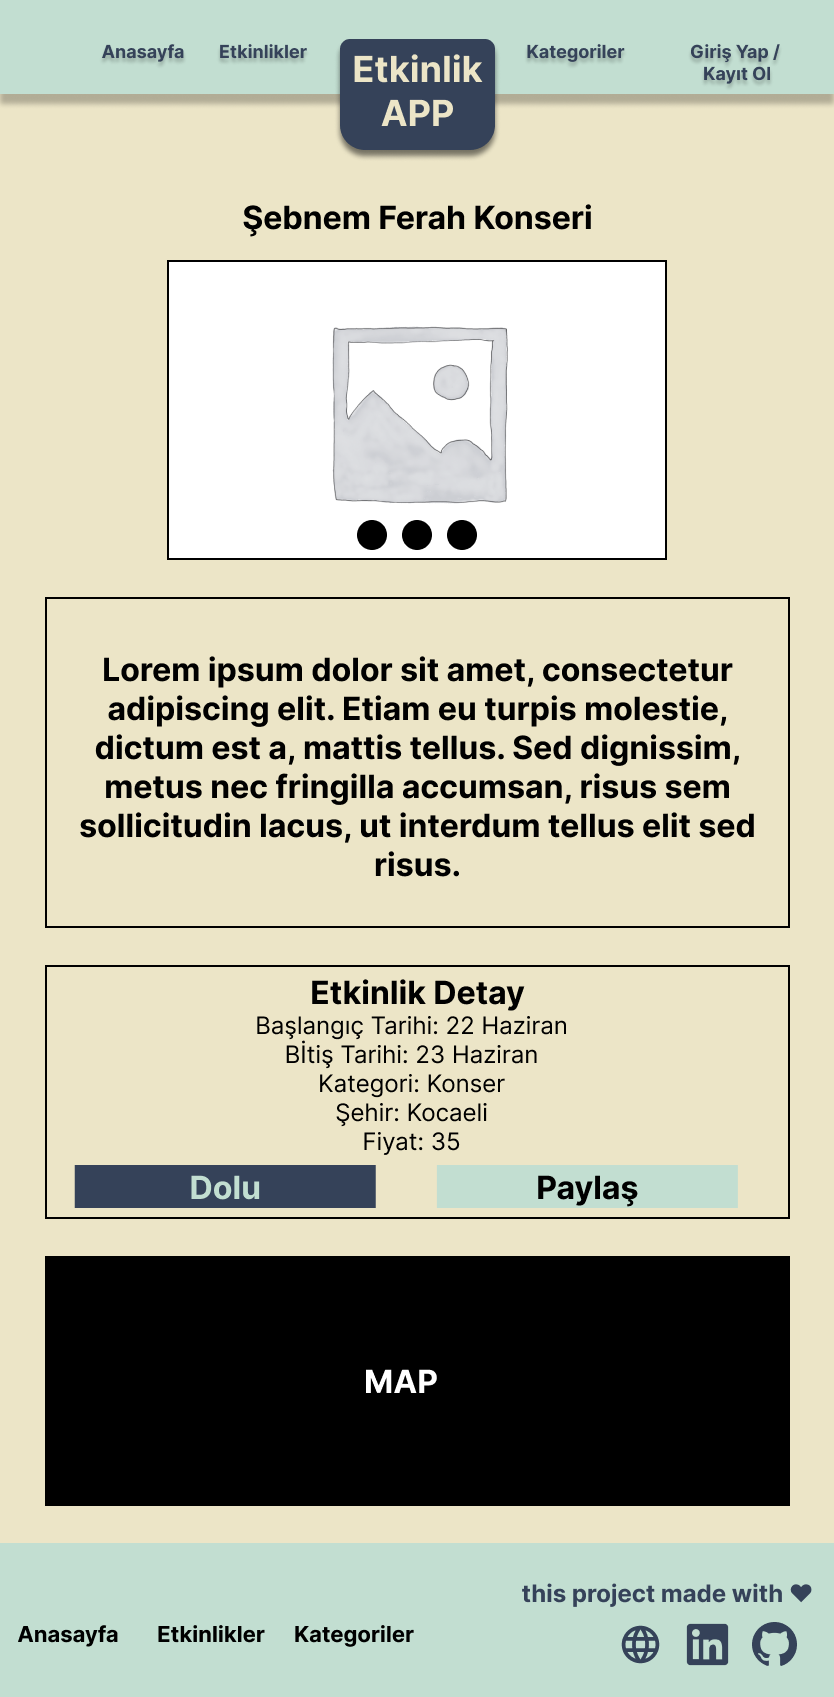 Anasayfa
Etkinlikler
Etkinlik
APP
Kategoriler
Giriş Yap /
Kayıt Ol
Şebnem Ferah Konseri
Lorem ipsum dolor sit amet, consectetur
adipiscing elit. Etiam eu turpis molestie,
dictum est a, mattis tellus. Sed dignissim,
metus nec fringilla accumsan, risus sem
sollicitudin lacus, ut interdum tellus elit sed
risus.
Etkinlik Detay
Başlangıç Tarihi: 22 Haziran
Bİtiş Tarihi: 23 Haziran
Kategori: Konser
Şehir: Kocaeli
Fiyat: 35
Dolu
Paylaş
MAP
this project made with ♥
Anasayfa
Etkinlikler
Kategoriler
in